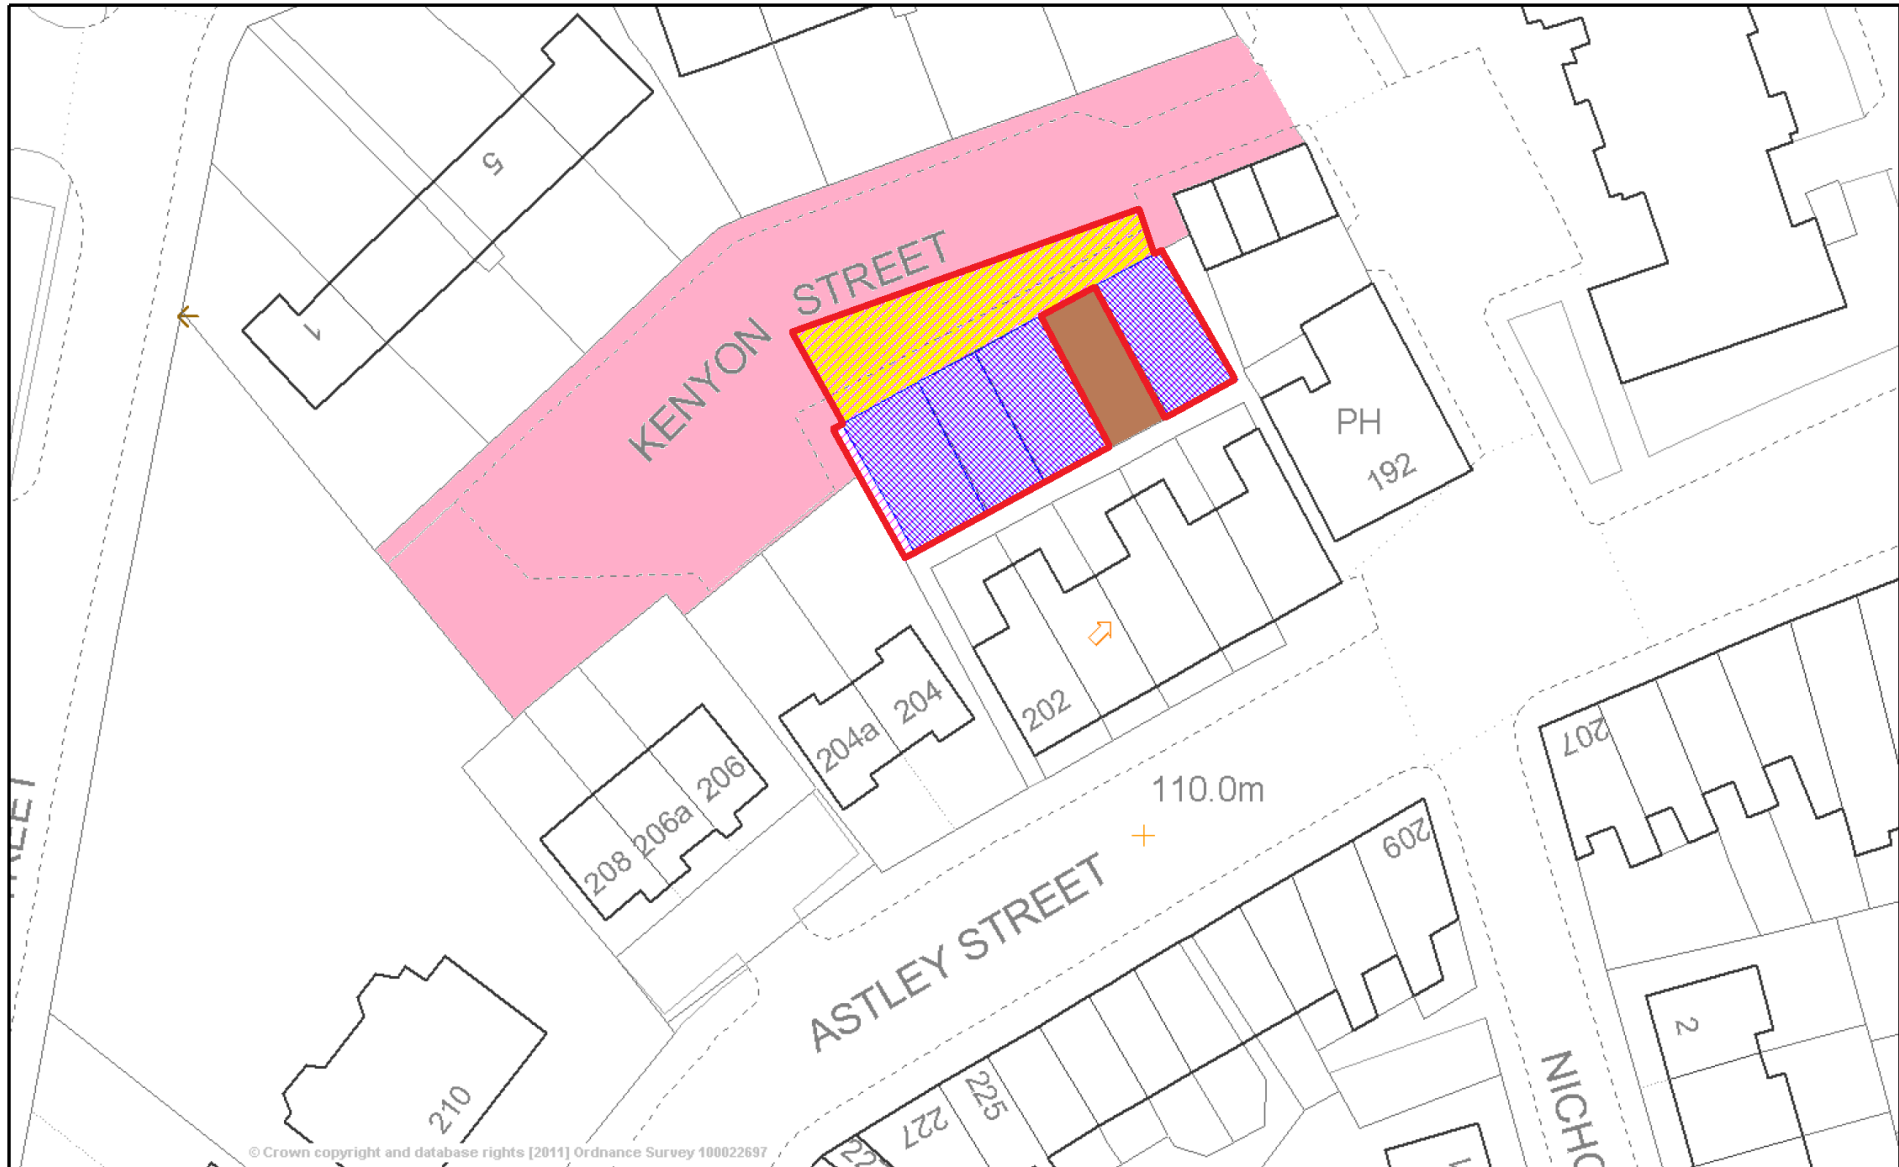 5
1
KENYON STREET
PH
192
202
204
204a
206
206a
208
210
110.0m
ASTLEY STREET
207
209
225
227
2
© Crown copyright and database rights [2011] Ordnance Survey 100022697